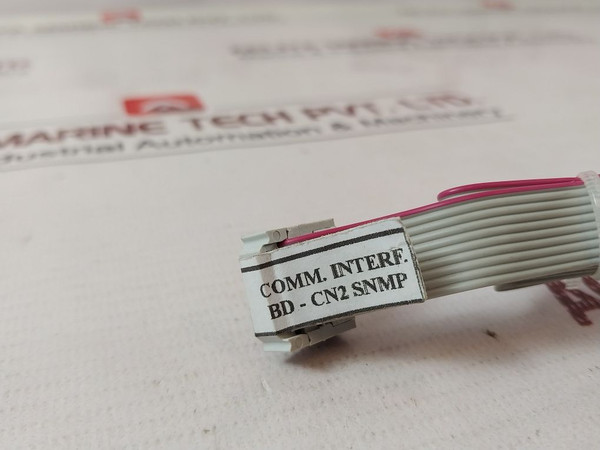 MARINE TECH PVT. LTD.
Industrial Automation & Machinery
COMM. INTERF.
BD - CN2 SNMP